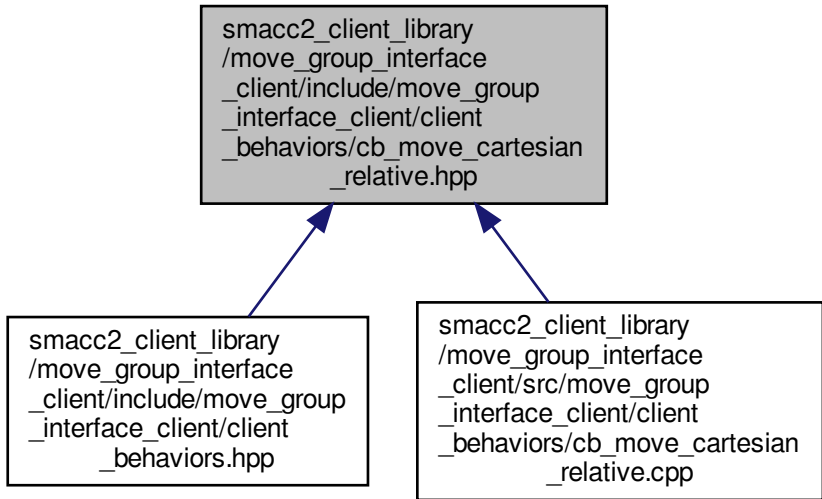 smacc2_client_library
/move_group_interface
_client/include/move_group
_interface_client/client
_behaviors/cb_move_cartesian
_relative.hpp
smacc2_client_library
/move_group_interface
_client/include/move_group
_interface_client/client
_behaviors.hpp
smacc2_client_library
/move_group_interface
_client/src/move_group
_interface_client/client
_behaviors/cb_move_cartesian
_relative.cpp